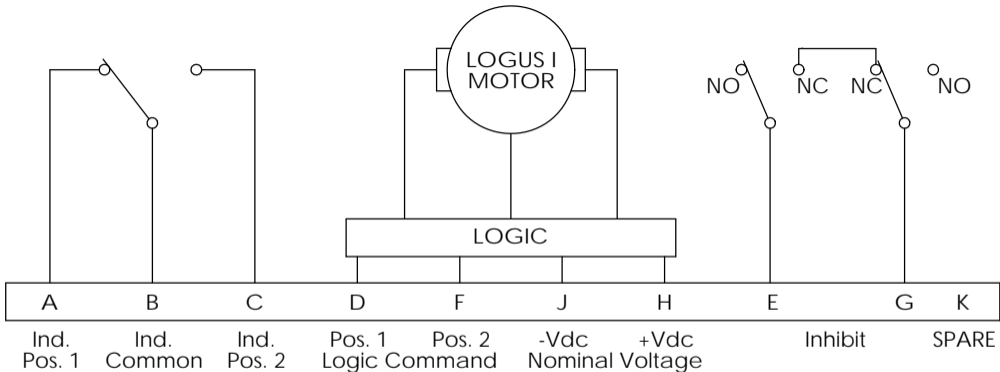 LOGUS I
MOTOR
NO NC NC NO
LOGIC
A B C D F J H E G K
Ind. Ind. Ind. Pos. 1 Pos. 2 -Vdc +Vdc Inhibit SPARE
Pos. 1 Common Pos. 2 Logic Command Nominal Voltage